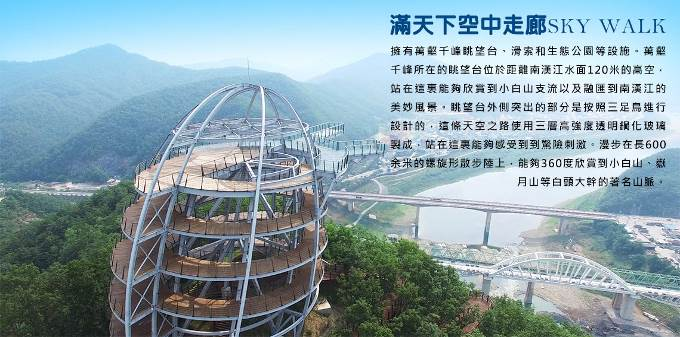 滿天下空中走廊SKY WALK
擁有萬壑千峰眺望台、滑索和生態公園等設施。萬壑
千峰所在的眺望台位於距離南漢江水面120米的高空，
站在這裏能夠欣賞到小白山支流以及融匯到南漢江的
美妙風景。眺望台外側突出的部分是按照三足鳥進行
設計的，這條天空之路使用三層高強度透明鋼化玻璃
製成，站在這裏能夠感受到到驚險刺激。漫步在長600
余米的螺旋形散步陸上，能夠360度欣賞到小白山、嶽
月山等白頭大幹的著名山脈。